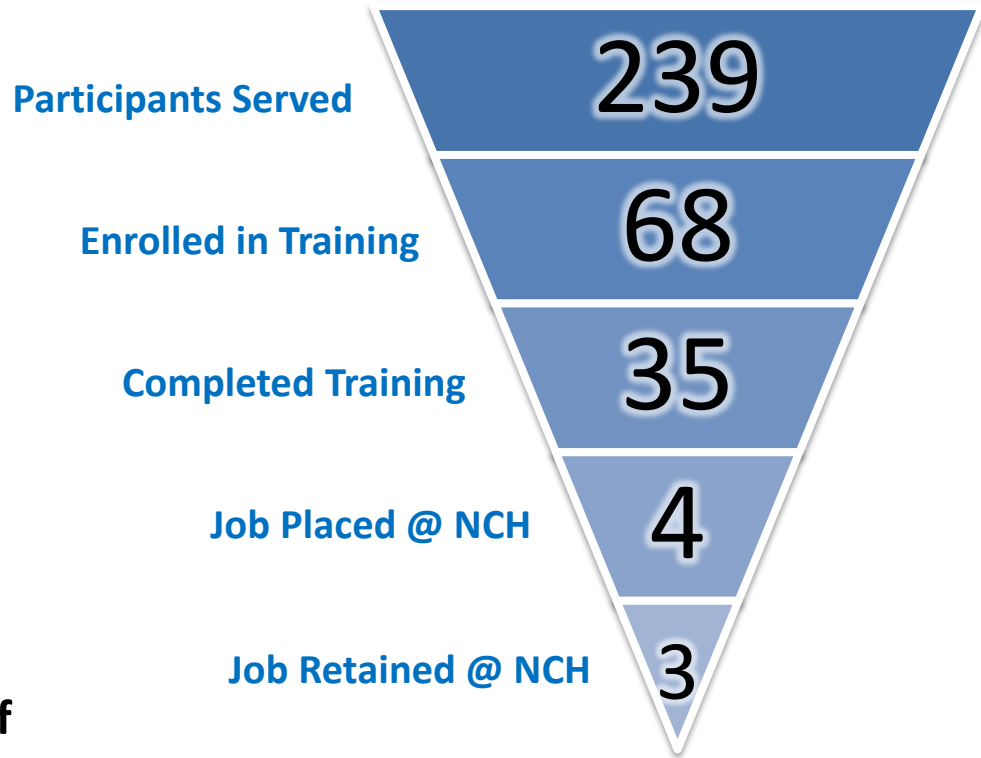 Participants Served
239
Enrolled in Training
68
Completed Training
35
Job Placed @ NCH
4
Job Retained @ NCH
3